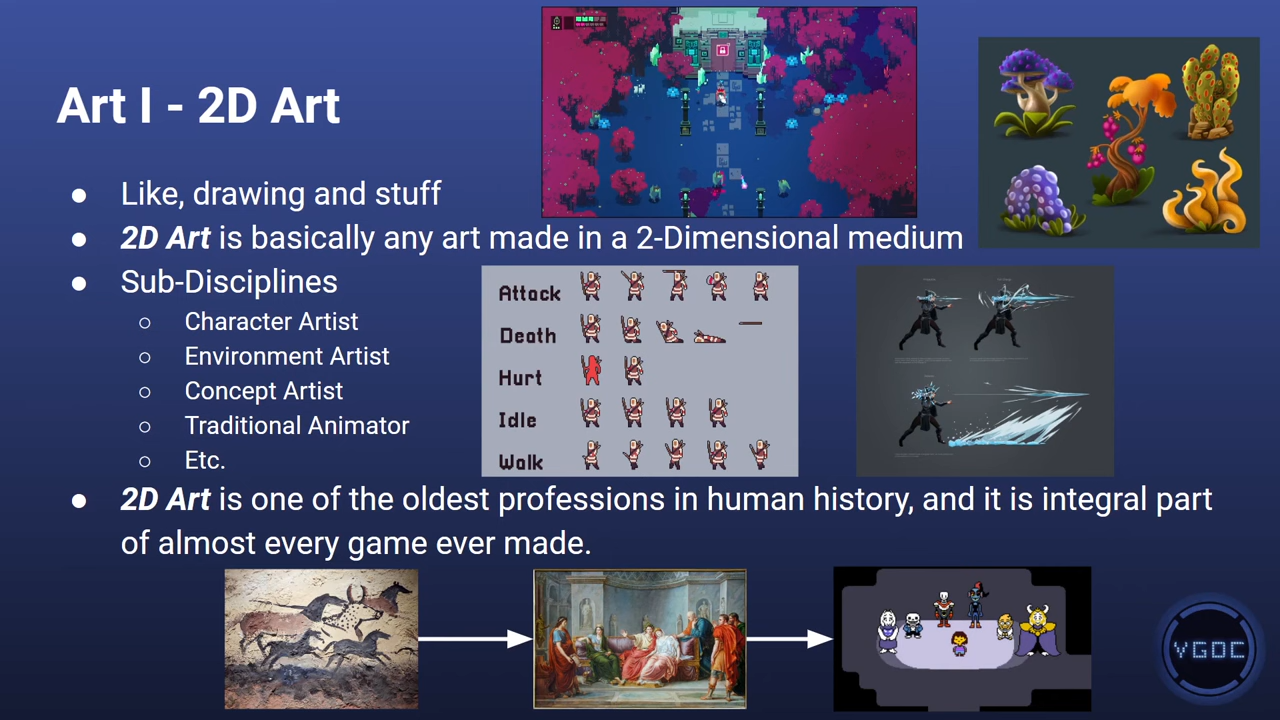 Art I - 2D Art
● Like, drawing and stuff
● 2D Art is basically any art made in a 2-Dimensional medium
● Sub-Disciplines
○ Character Artist
○ Environment Artist
○ Concept Artist
○ Traditional Animator
○ Etc.
Attack
Death
Hurt
Idle
Walk
● 2D Art is one of the oldest professions in human history, and it is integral part
of almost every game ever made.
VGDC